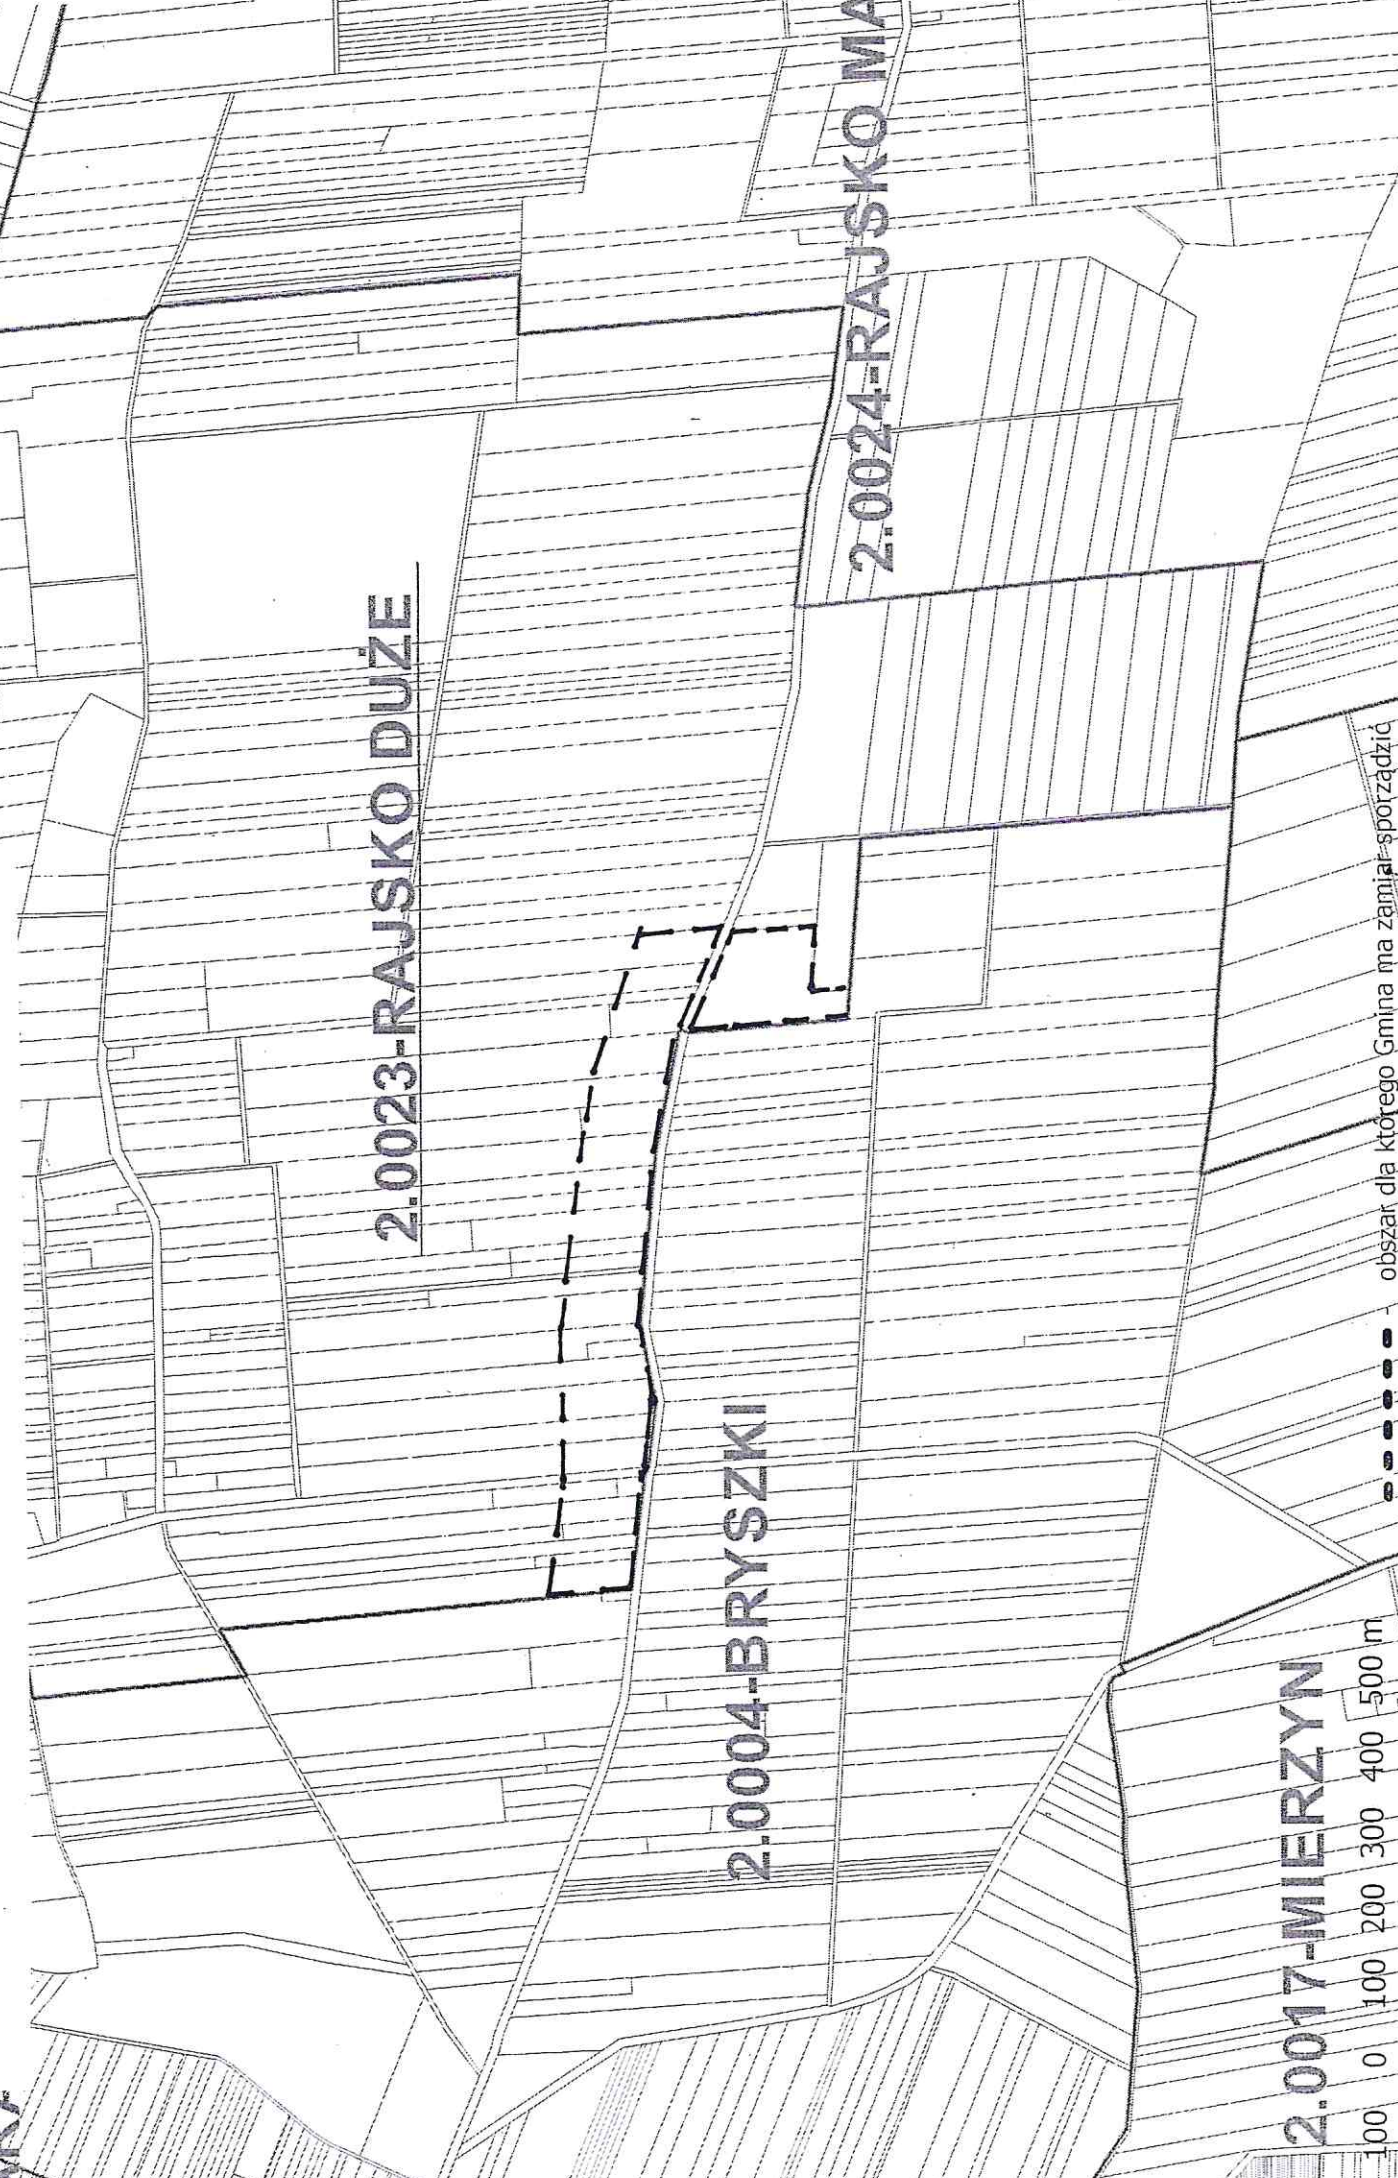 2.0023-RAJSKO DUŻE
2.0024-RAJSKO MA
2.0004-BRYSZKI
2.0017-MIERZYN
100 0 100 200 300 400 500 m
obszar dla którego Gmina ma zamiar sporządzić